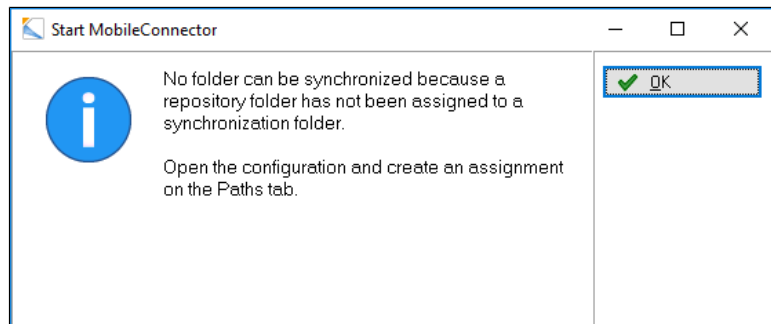 Start MobileConnector
No folder can be synchronized because a
repository folder has not been assigned to a
synchronization folder.
Open the configuration and create an assignment
on the Paths tab.
OK